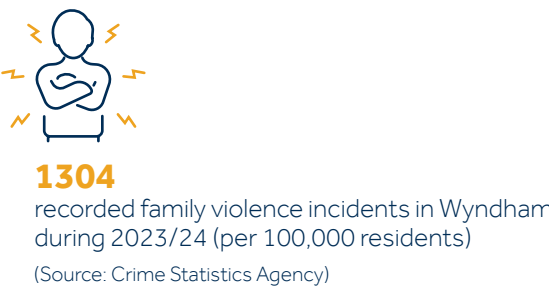 1304
recorded family violence incidents in Wyndham
during 2023/24 (per 100,000 residents)
(Source: Crime Statistics Agency)